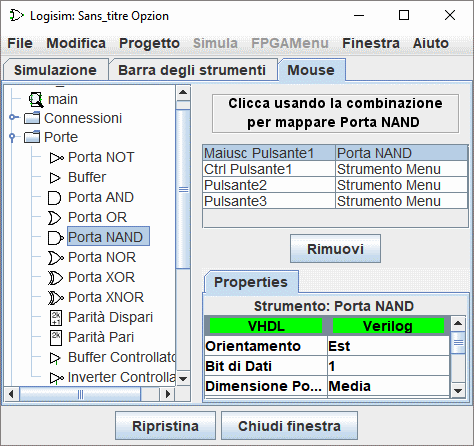 Logisim: Sans_titre Opzion
File Modifica Progetto Simula FPGAMenu Finestra Aiuto
Simulazione Barra degli strumenti Mouse
main
Connessioni
Porte
Porta NOT
Buffer
Porta AND
Porta OR
Porta NAND
Porta NOR
Porta XOR
Porta XNOR
Parità Dispari
Parità Pari
Buffer Controllato
Inverter Controlla
Clicca usando la combinazione
per mappare Porta NAND
Maiusc Pulsante1 Porta NAND
Ctrl Pulsante1 Strumento Menu
Pulsante2 Strumento Menu
Pulsante3 Strumento Menu
Rimuovi
Properties
Strumento: Porta NAND
VHDL Verilog
Orientamento Est
Bit di Dati 1
Dimensione Po... Media
Ripristina Chiudi finestra